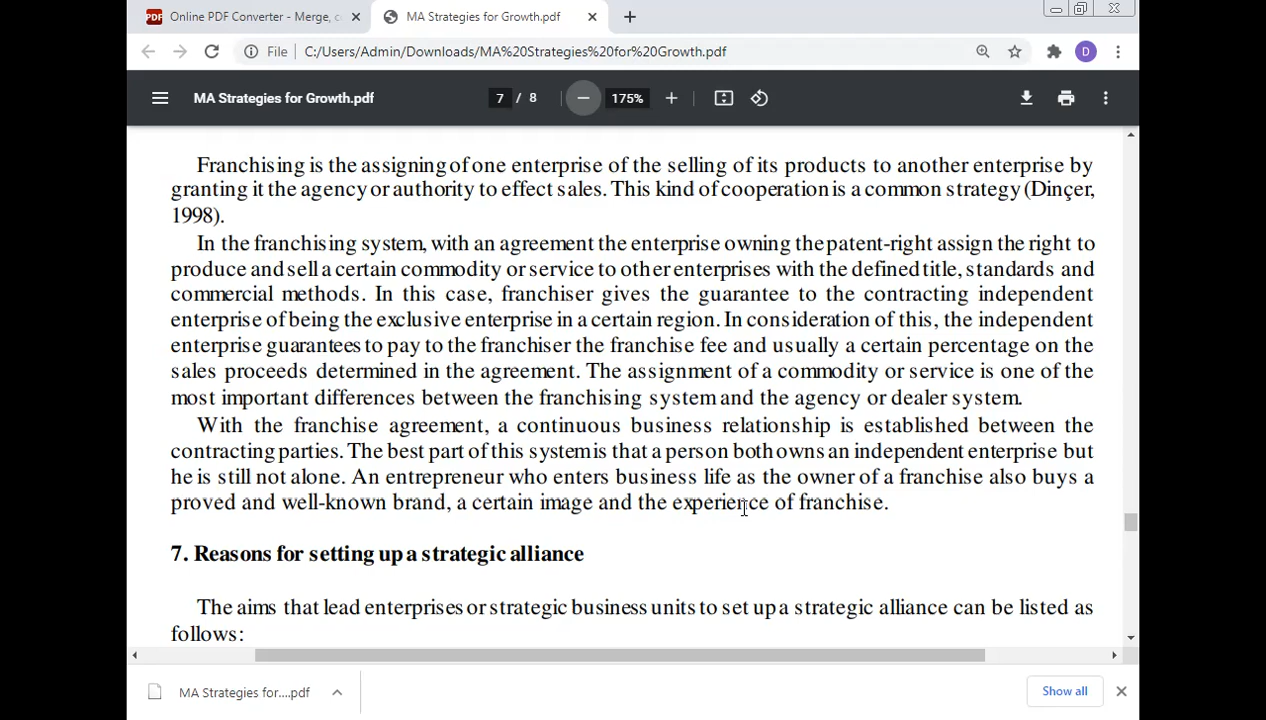 PDF Online PDF Converter - Merge, c
MA Strategies for Growth.pdf
File C:/Users/Admin/Downloads/MA%20Strategies%20for%20Growth.pdf
D
MA Strategies for Growth.pdf
7 / 8
175%
Franchising is the assigning of one enterprise of the selling of its products to another enterprise by
granting it the agency or authority to effect sales. This kind of cooperation is a common strategy (Dinçer,
1998).
In the franchising system, with an agreement the enterprise owning the patent-right assign the right to
produce and sell a certain commodity or service to other enterprises with the defined title, standards and
commercial methods. In this case, franchiser gives the guarantee to the contracting independent
enterprise of being the exclusive enterprise in a certain region. In consideration of this, the independent
enterprise guarantees to pay to the franchiser the franchise fee and usually a certain percentage on the
sales proceeds determined in the agreement. The assignment of a commodity or service is one of the
most important differences between the franchising system and the agency or dealer system.
With the franchise agreement, a continuous business relationship is established between the
contracting parties. The best part of this system is that a person both owns an independent enterprise but
he is still not alone. An entrepreneur who enters business life as the owner of a franchise also buys a
proved and well-known brand, a certain image and the experience of franchise.
7. Reasons for setting up a strategic alliance
The aims that lead enterprises or strategic business units to set up a strategic alliance can be listed as
follows:
MA Strategies for....pdf
Show all